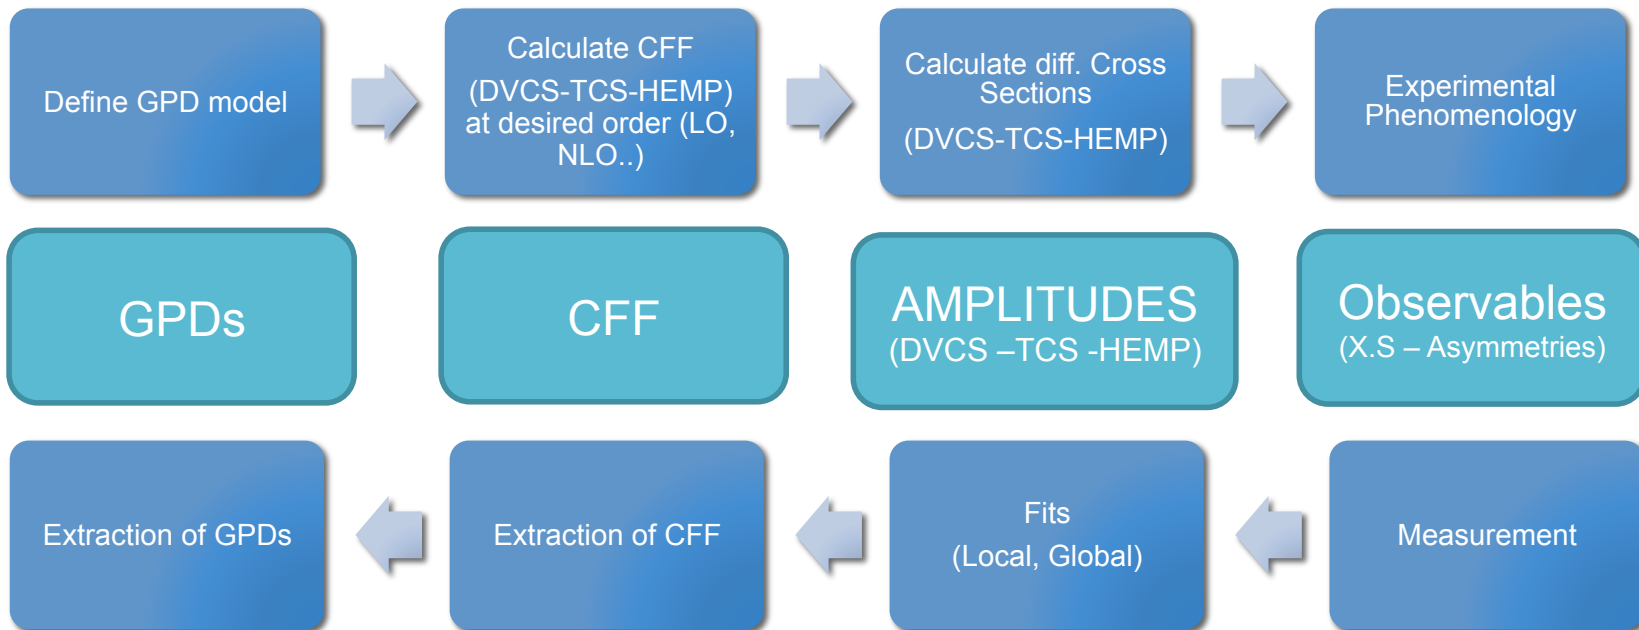 Define GPD model
Calculate CFF
(DVCS-TCS-HEMP)
at desired order (LO,
NLO..)
Calculate diff. Cross
Sections
(DVCS-TCS-HEMP)
Experimental
Phenomenology
GPDs
CFF
AMPLITUDES
(DVCS –TCS -HEMP)
Observables
(X.S – Asymmetries)
Extraction of GPDs
Extraction of CFF
Fits
(Local, Global)
Measurement